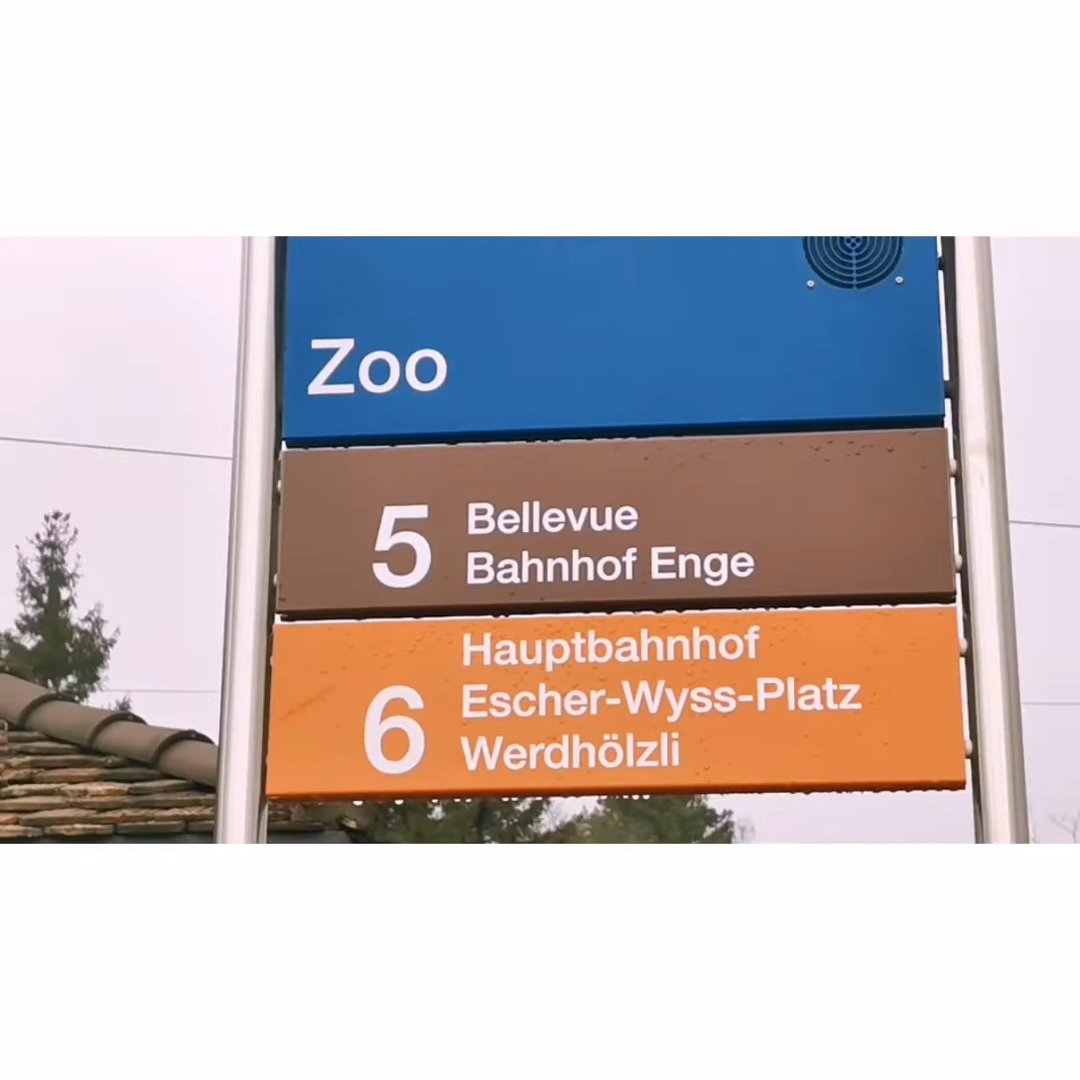 Zoo
5 Bellevue
Bahnhof Enge
Hauptbahnhof
6 Escher-Wyss-Platz
Werdhölzli